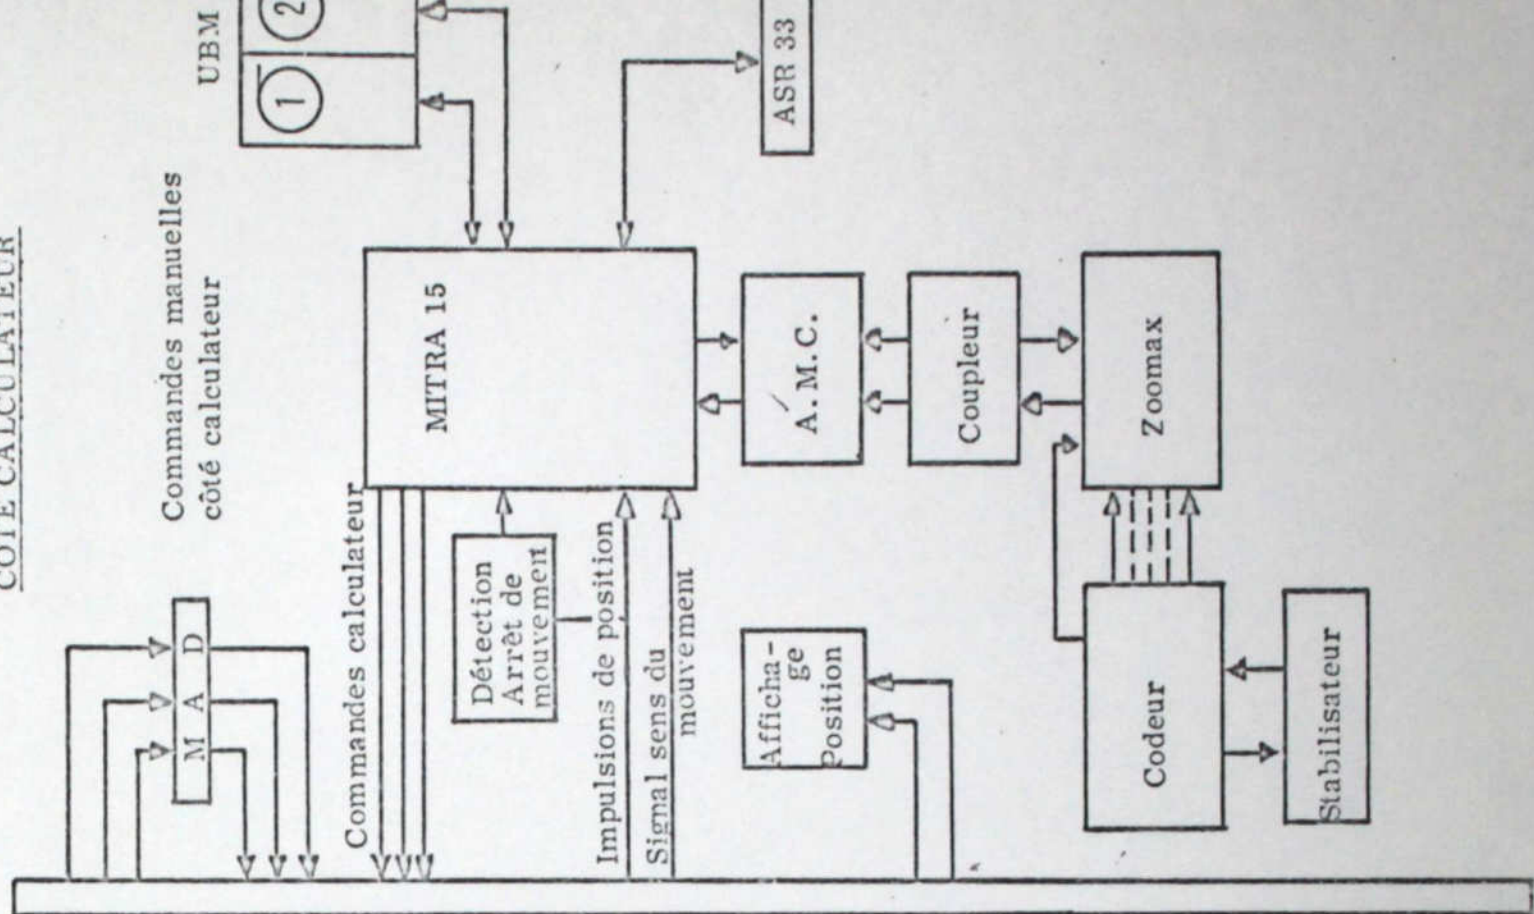 COTE CALCULATEUR
Commandes manuelles
côté calculateur
UBM
1
2
M A D
Commandes calculateur
MITRA 15
ASR 33
Détection
Arrêt de
mouvement
Impulsions de position
Signal sens du
mouvement
A.M.C.
Coupleur
Zoomax
Afficha-
ge
Position
Codeur
Stabilisateur